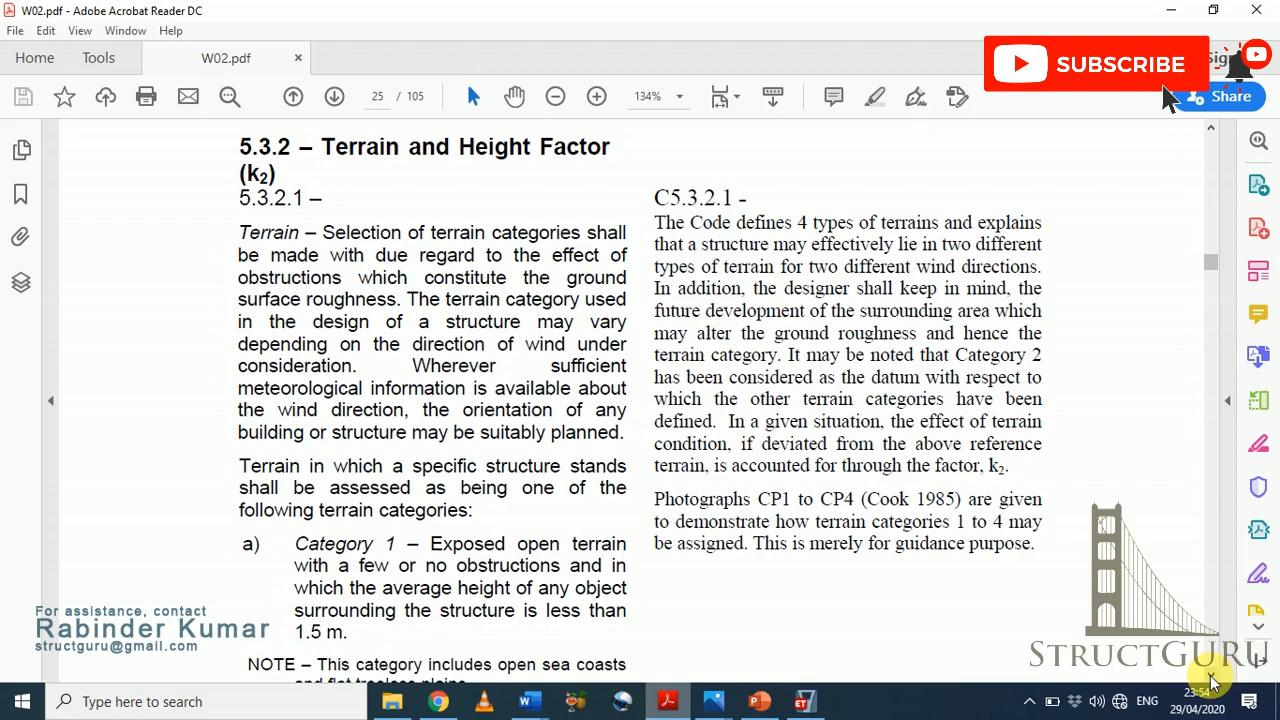 W02.pdf - Adobe Acrobat Reader DC
File Edit View Window Help
Home Tools W02.pdf × Sign
SUBSCRIBE
25 / 105 134% Share
5.3.2 – Terrain and Height Factor
(k₂)
5.3.2.1 –
Terrain – Selection of terrain categories shall
be made with due regard to the effect of
obstructions which constitute the ground
surface roughness. The terrain category used
in the design of a structure may vary
depending on the direction of wind under
consideration. Wherever sufficient
meteorological information is available about
the wind direction, the orientation of any
building or structure may be suitably planned.
Terrain in which a specific structure stands
shall be assessed as being one of the
following terrain categories:
a) Category 1 – Exposed open terrain
with a few or no obstructions and in
which the average height of any object
surrounding the structure is less than
1.5 m.
NOTE – This category includes open sea coasts
and flat treeless plains.
C5.3.2.1 -
The Code defines 4 types of terrains and explains
that a structure may effectively lie in two different
types of terrain for two different wind directions.
In addition, the designer shall keep in mind, the
future development of the surrounding area which
may alter the ground roughness and hence the
terrain category. It may be noted that Category 2
has been considered as the datum with respect to
which the other terrain categories have been
defined. In a given situation, the effect of terrain
condition, if deviated from the above reference
terrain, is accounted for through the factor, k₂.
Photographs CP1 to CP4 (Cook 1985) are given
to demonstrate how terrain categories 1 to 4 may
be assigned. This is merely for guidance purpose.
For assistance, contact
Rabinder Kumar
structguru@gmail.com
STRUCTGURU
Type here to search
ENG
23:54
29/04/2020